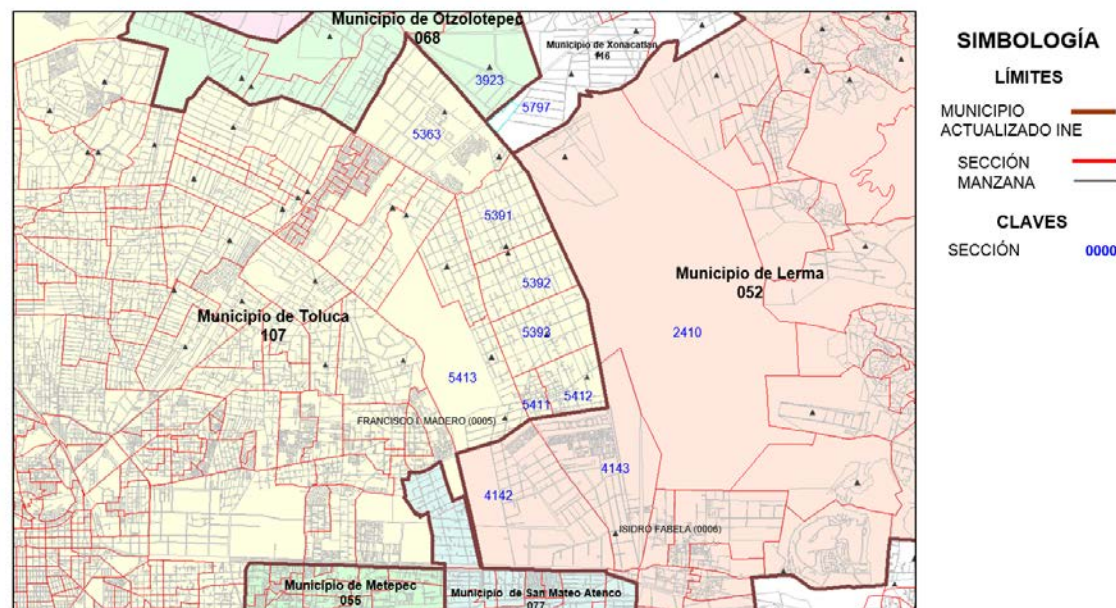 Municipio de Otzolotepec
068
Municipio de Xonacatlan
116
3923
5797
5363
5391
5392
Municipio de Lerma
052
Municipio de Toluca
107
5392
2410
5413
5411
5412
FRANCISCO I. MADERO (0005)
4142
4143
ISIDRO FABELA (0006)
Municipio de Metepec
055
Municipio de San Mateo Atenco
077
SIMBOLOGÍA
LÍMITES
MUNICIPIO
ACTUALIZADO INE
SECCIÓN
MANZANA
CLAVES
SECCIÓN 0000